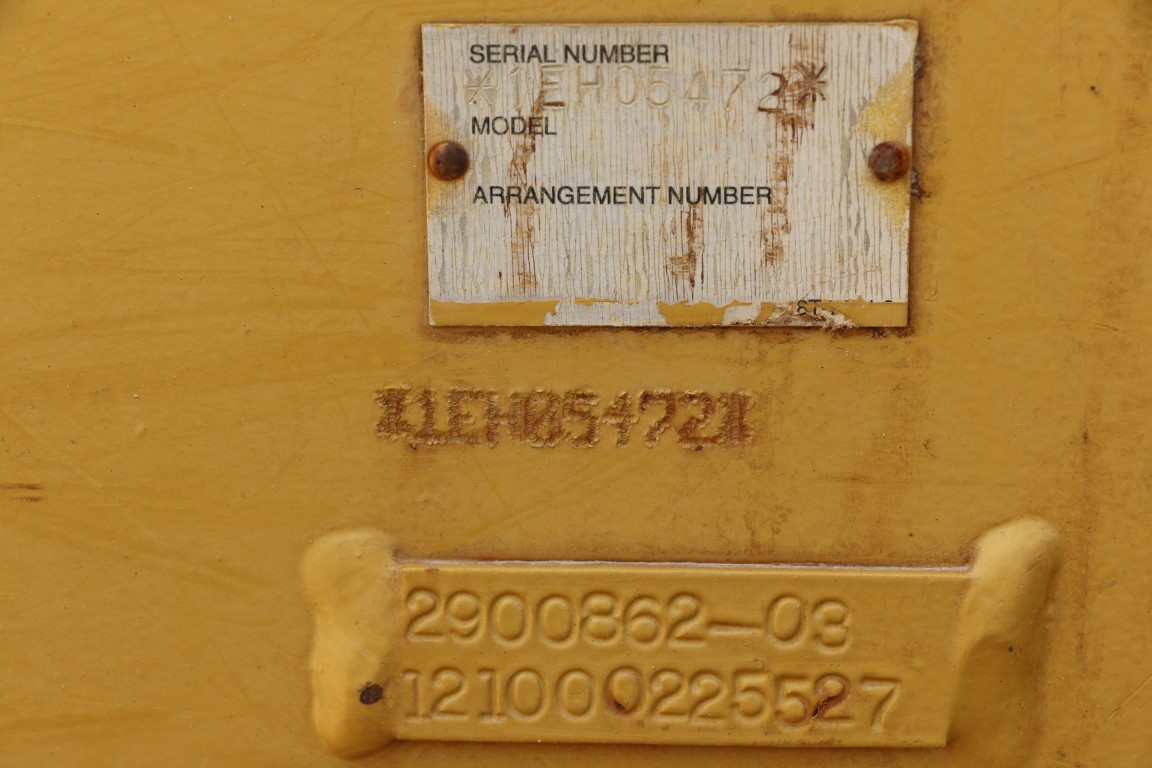 SERIAL NUMBER
*1EH05472*
MODEL
ARRANGEMENT NUMBER
*1EH05472*
2900862-03
121000225527